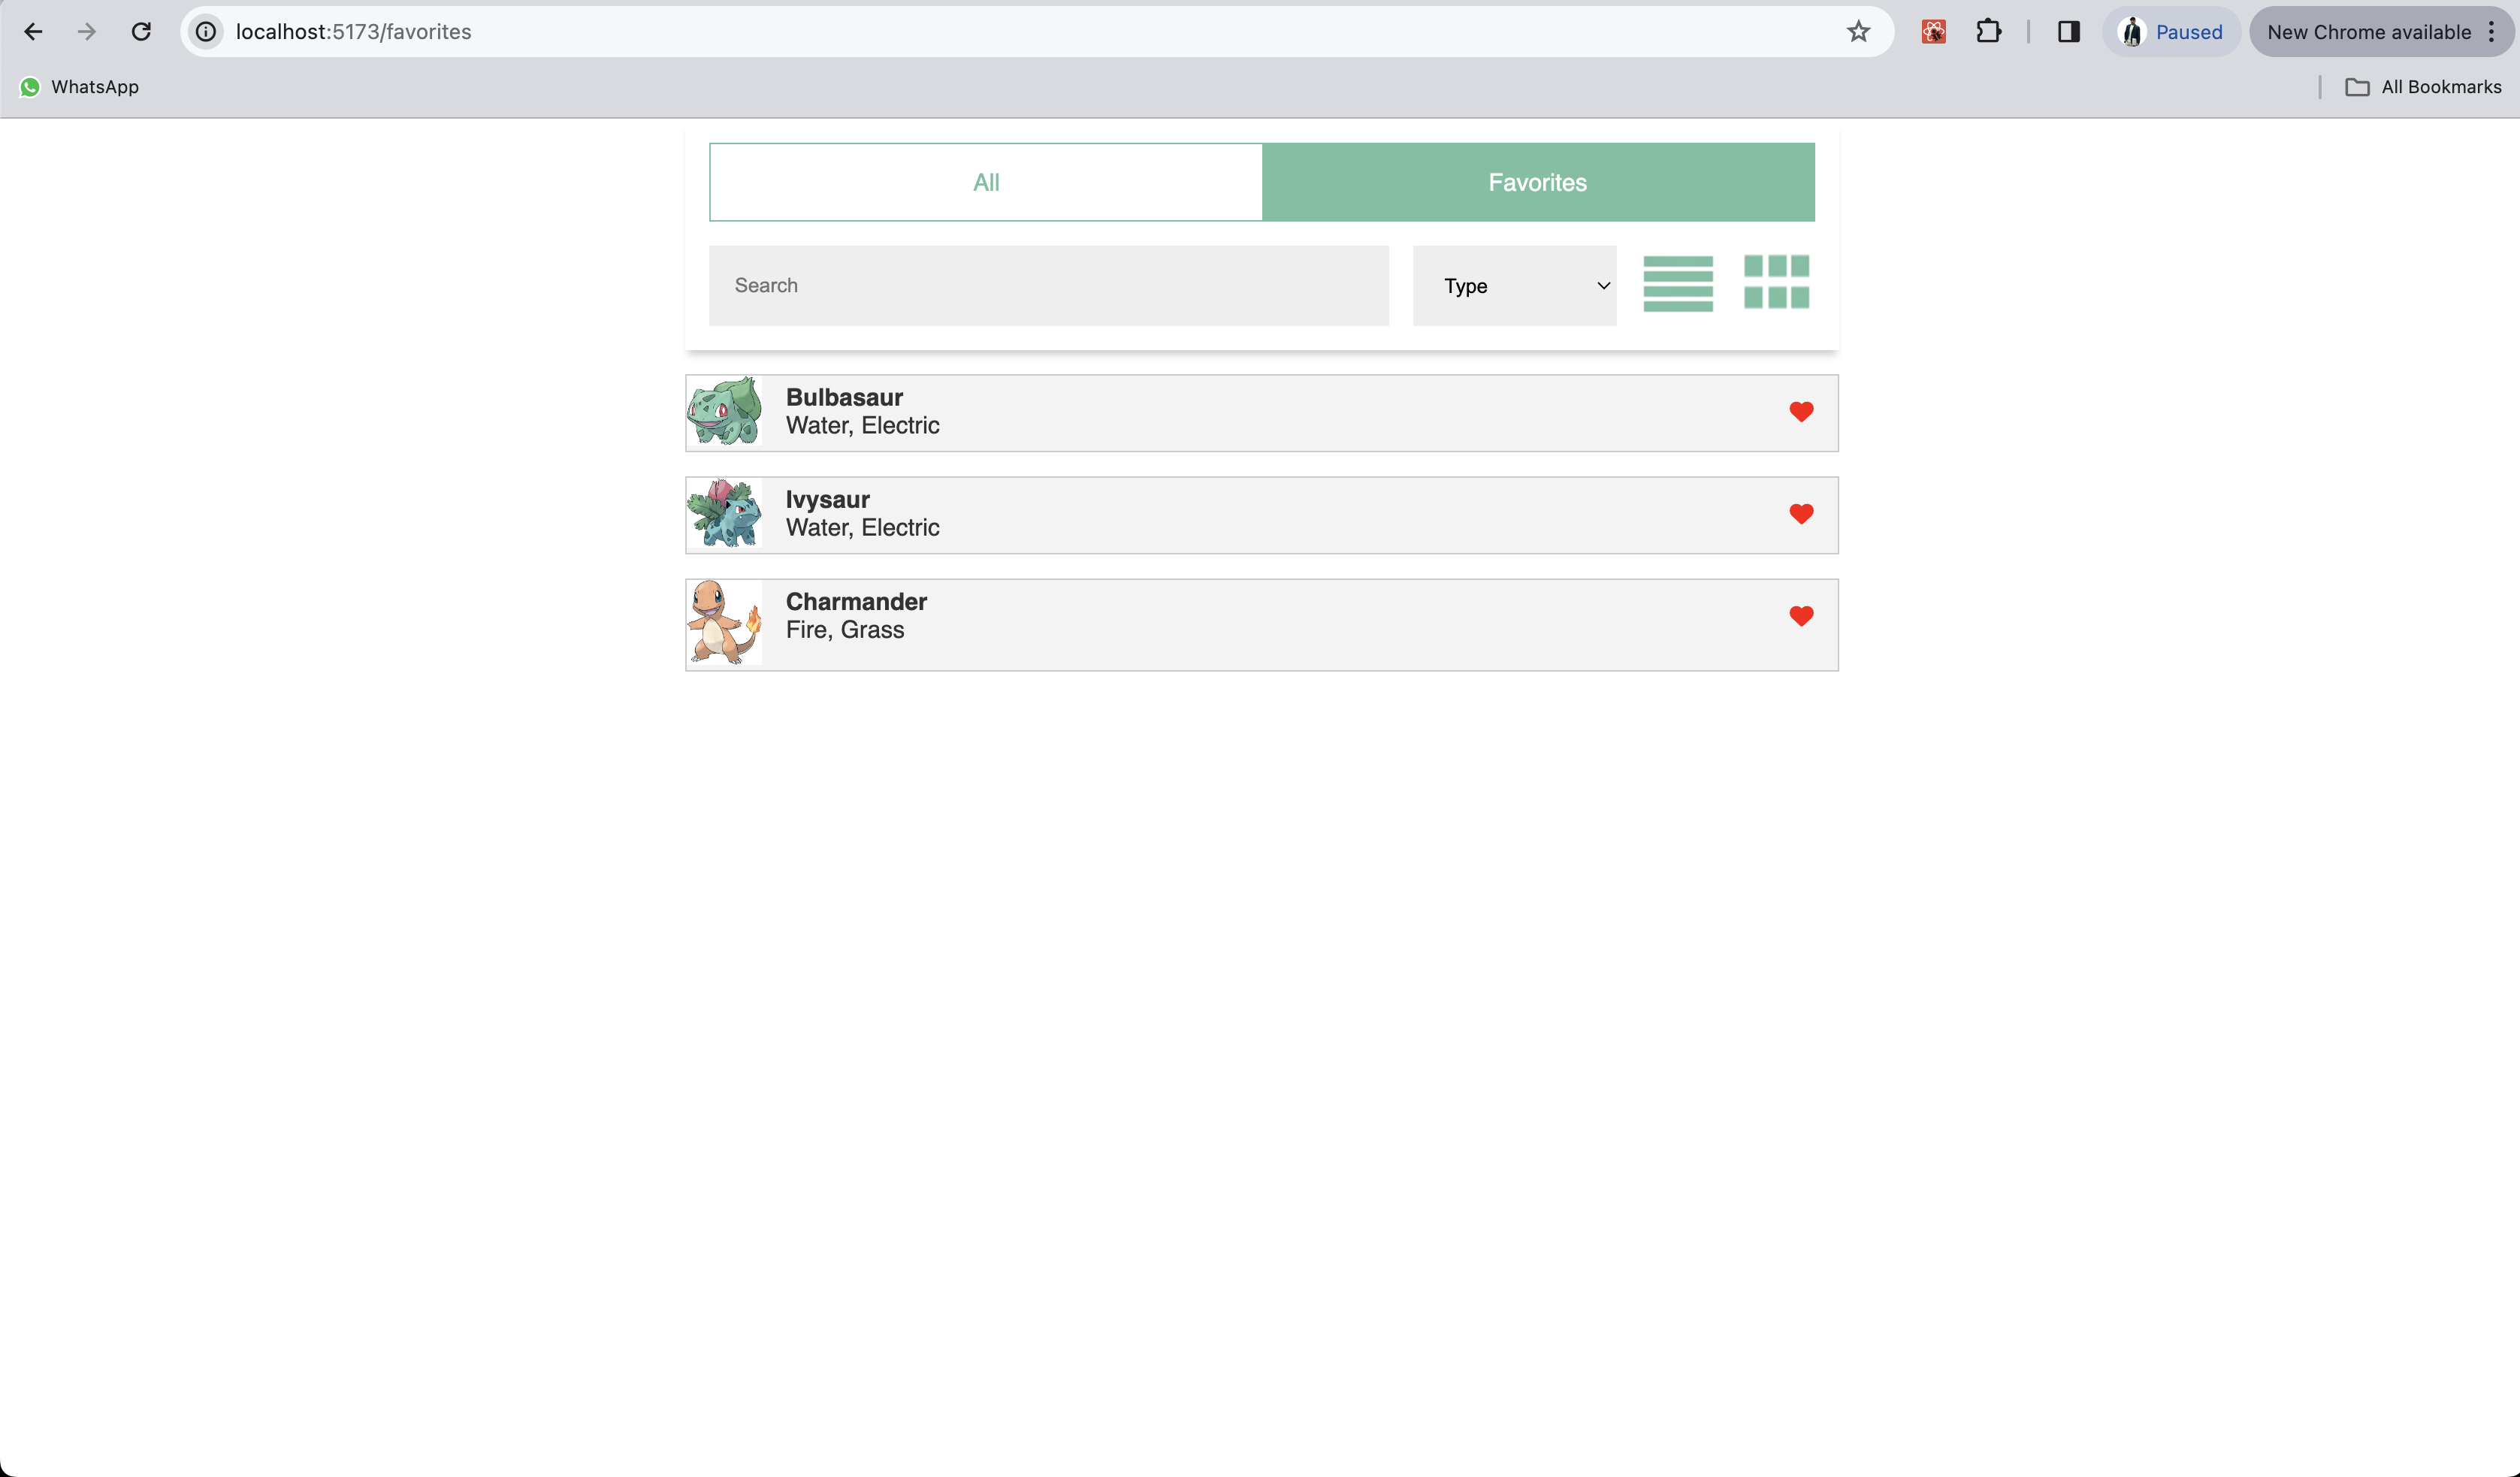 localhost:5173/favorites
Paused
New Chrome available
WhatsApp
All Bookmarks
All
Favorites
Search
Type
Bulbasaur
Water, Electric
Ivysaur
Water, Electric
Charmander
Fire, Grass